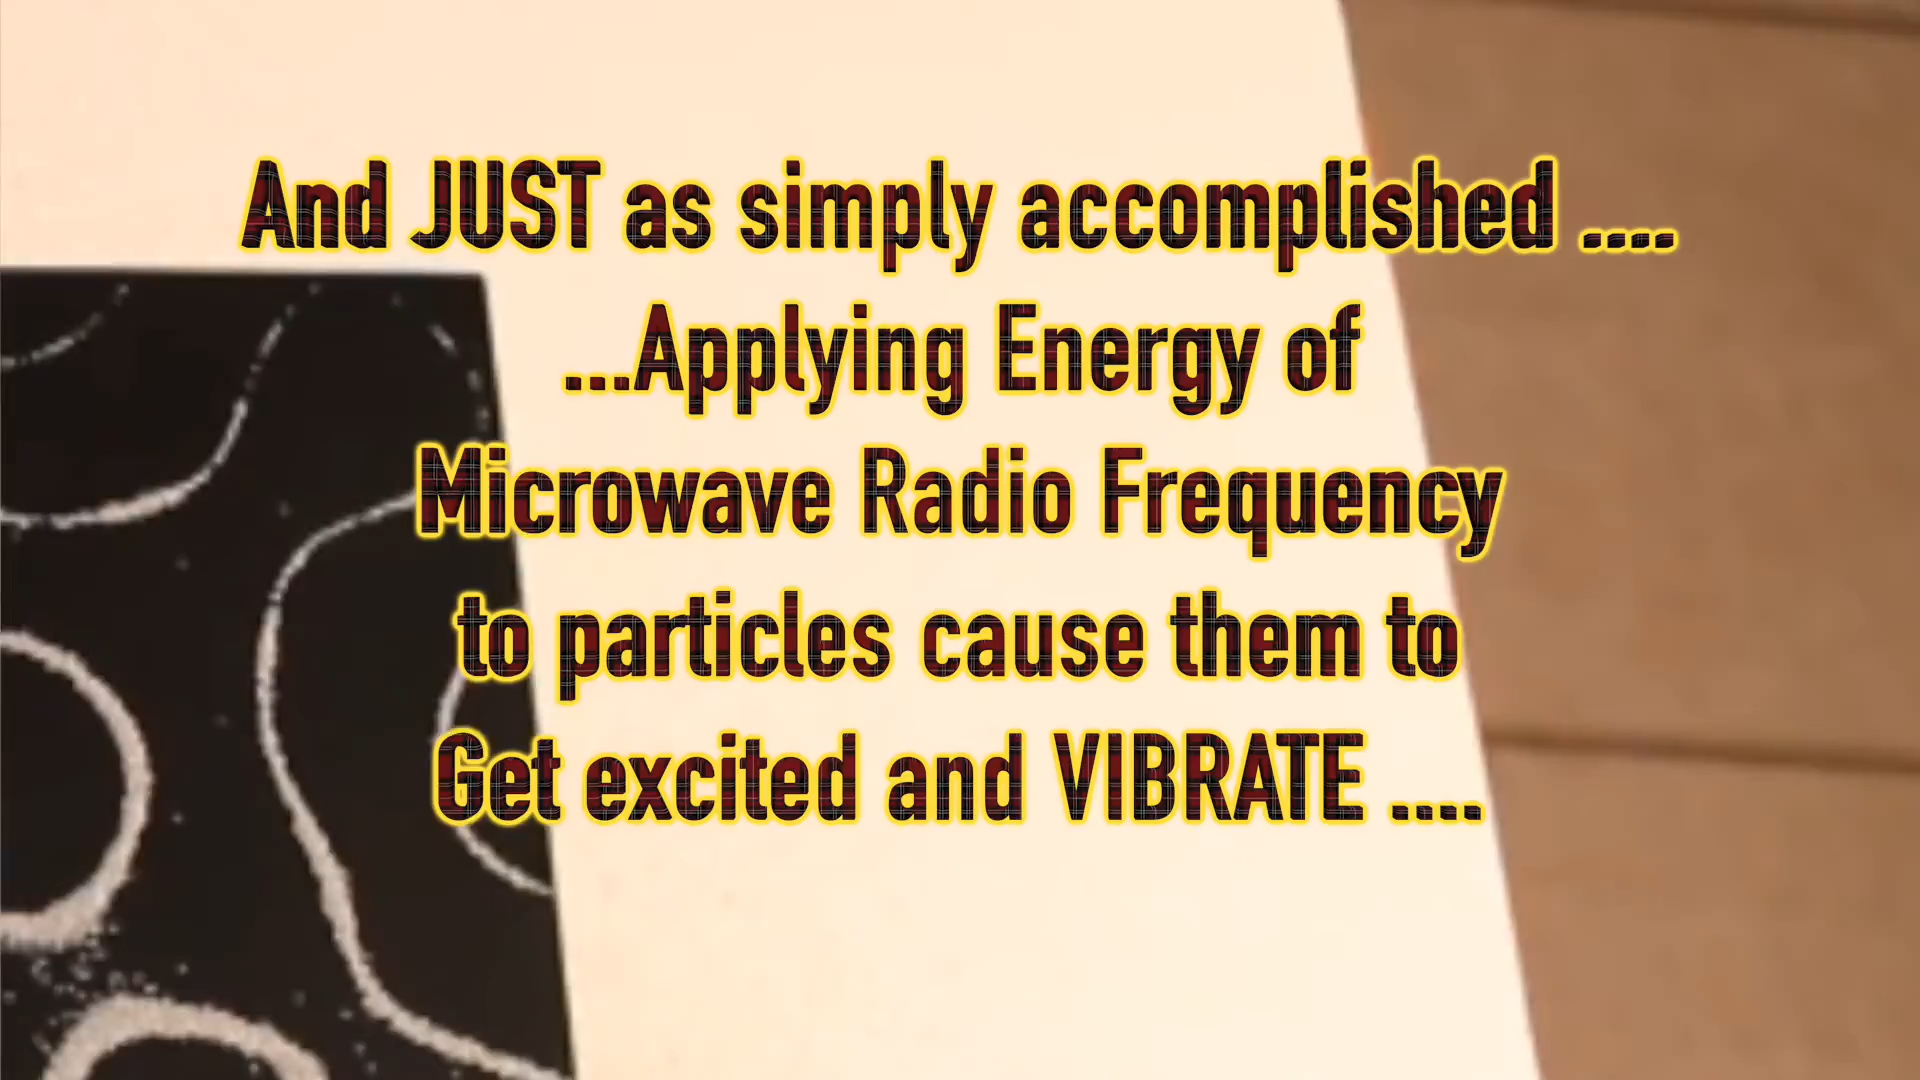 And JUST as simply accomplished ....
...Applying Energy of
Microwave Radio Frequency
to particles cause them to
Get excited and VIBRATE ....